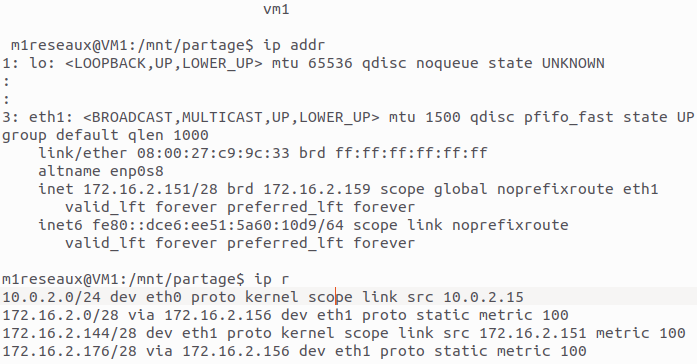 vm1
m1reseaux@VM1:/mnt/partage$ ip addr
1: lo: <LOOPBACK,UP,LOWER_UP> mtu 65536 qdisc noqueue state UNKNOWN
:
:
3: eth1: <BROADCAST,MULTICAST,UP,LOWER_UP> mtu 1500 qdisc pfifo_fast state UP
group default qlen 1000
    link/ether 08:00:27:c9:9c:33 brd ff:ff:ff:ff:ff:ff
    altname enp0s8
    inet 172.16.2.151/28 brd 172.16.2.159 scope global noprefixroute eth1
       valid_lft forever preferred_lft forever
    inet6 fe80::dce6:ee51:5a60:10d9/64 scope link noprefixroute
       valid_lft forever preferred_lft forever
m1reseaux@VM1:/mnt/partage$ ip r
10.0.2.0/24 dev eth0 proto kernel scope link src 10.0.2.15
172.16.2.0/28 via 172.16.2.156 dev eth1 proto static metric 100
172.16.2.144/28 dev eth1 proto kernel scope link src 172.16.2.151 metric 100
172.16.2.176/28 via 172.16.2.156 dev eth1 proto static metric 100